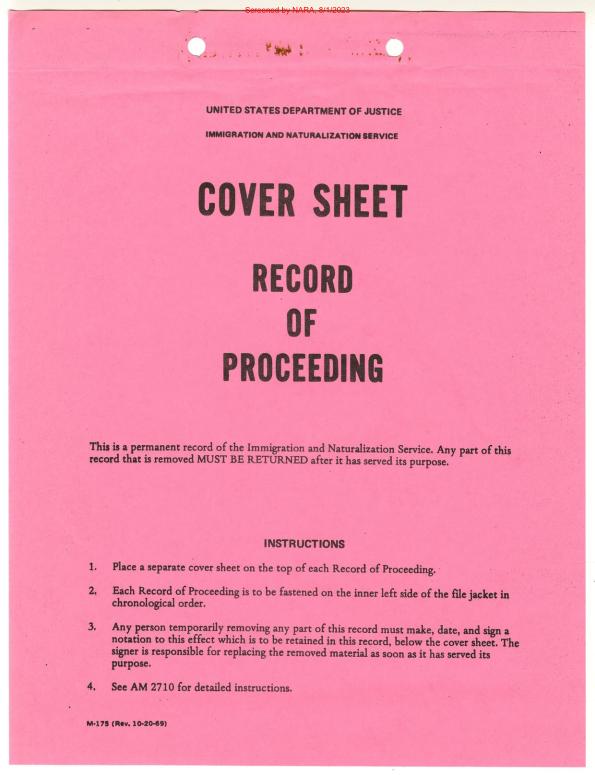 Screened by NARA, 8/1/2023
UNITED STATES DEPARTMENT OF JUSTICE
IMMIGRATION AND NATURALIZATION SERVICE
COVER SHEET
RECORD
OF
PROCEEDING
This is a permanent record of the Immigration and Naturalization Service. Any part of this
record that is removed MUST BE RETURNED after it has served its purpose.
INSTRUCTIONS
1. Place a separate cover sheet on the top of each Record of Proceeding.
2. Each Record of Proceeding is to be fastened on the inner left side of the file jacket in
chronological order.
3. Any person temporarily removing any part of this record must make, date, and sign a
notation to this effect which is to be retained in this record, below the cover sheet. The
signer is responsible for replacing the removed material as soon as it has served its
purpose.
4. See AM 2710 for detailed instructions.
M-175 (Rev. 10-20-69)